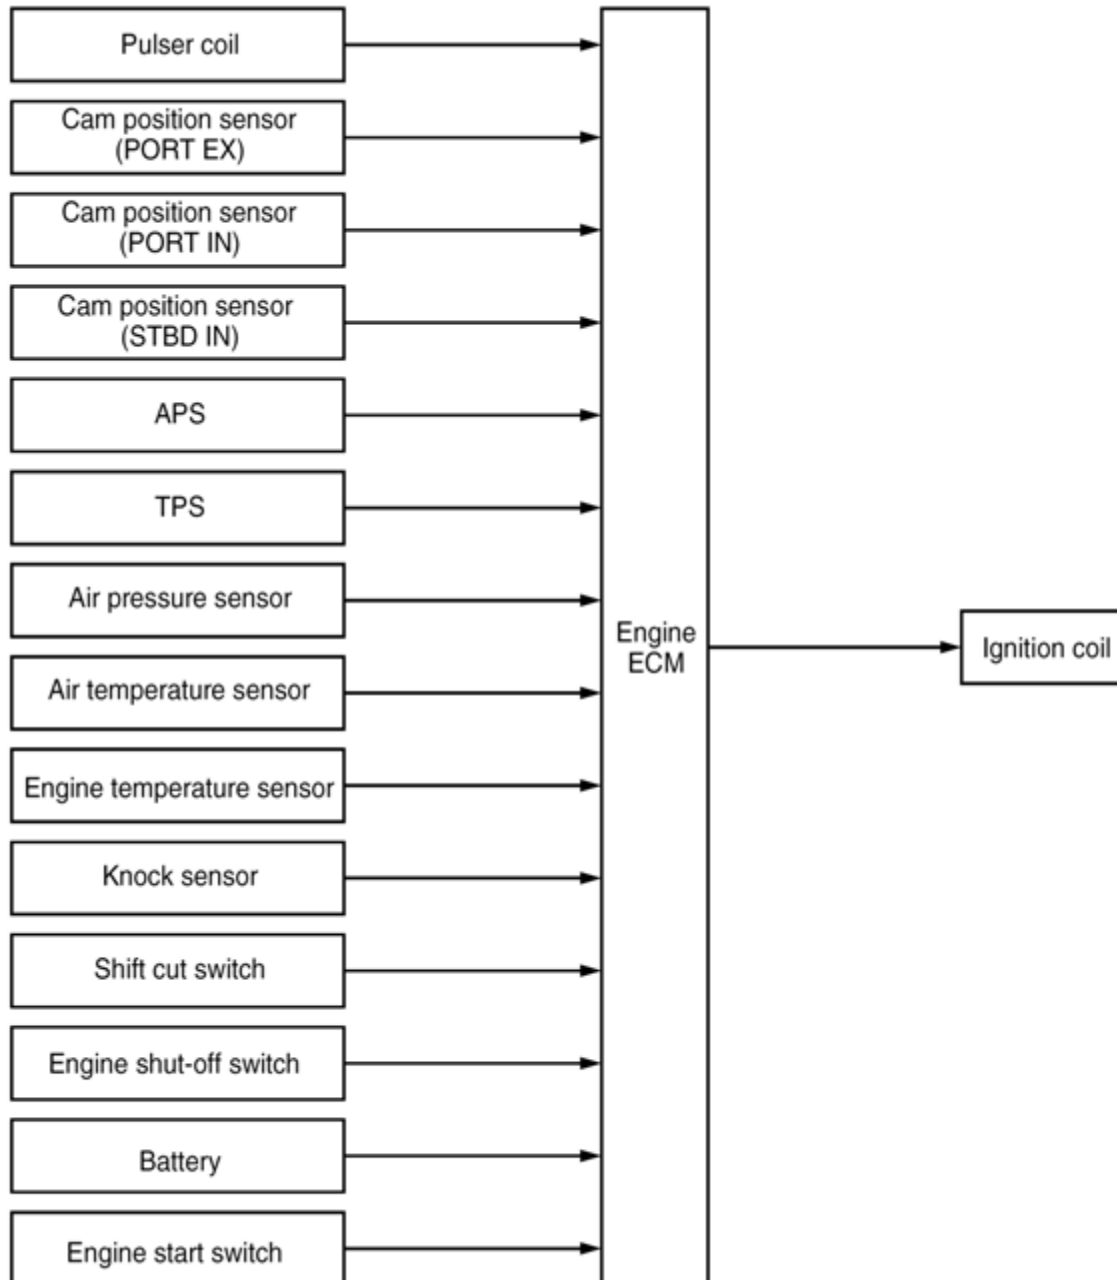 Pulser coil
Cam position sensor
(PORT EX)
Cam position sensor
(PORT IN)
Cam position sensor
(STBD IN)
APS
TPS
Air pressure sensor
Air temperature sensor
Engine temperature sensor
Knock sensor
Shift cut switch
Engine shut-off switch
Battery
Engine start switch
Engine
ECM
Ignition coil